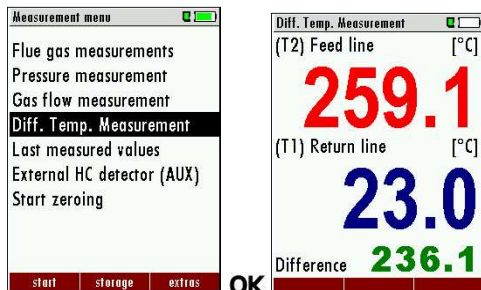 Measurement menu
Flue gas measurements
Pressure measurement
Gas flow measurement
Diff. Temp. Measurement
Last measured values
External HC detector (AUX)
Start zeroing
start storage extras
OK
Diff. Temp. Measurement
(T2) Feed line [°C]
259.1
(T1) Return line [°C]
23.0
Difference 236.1